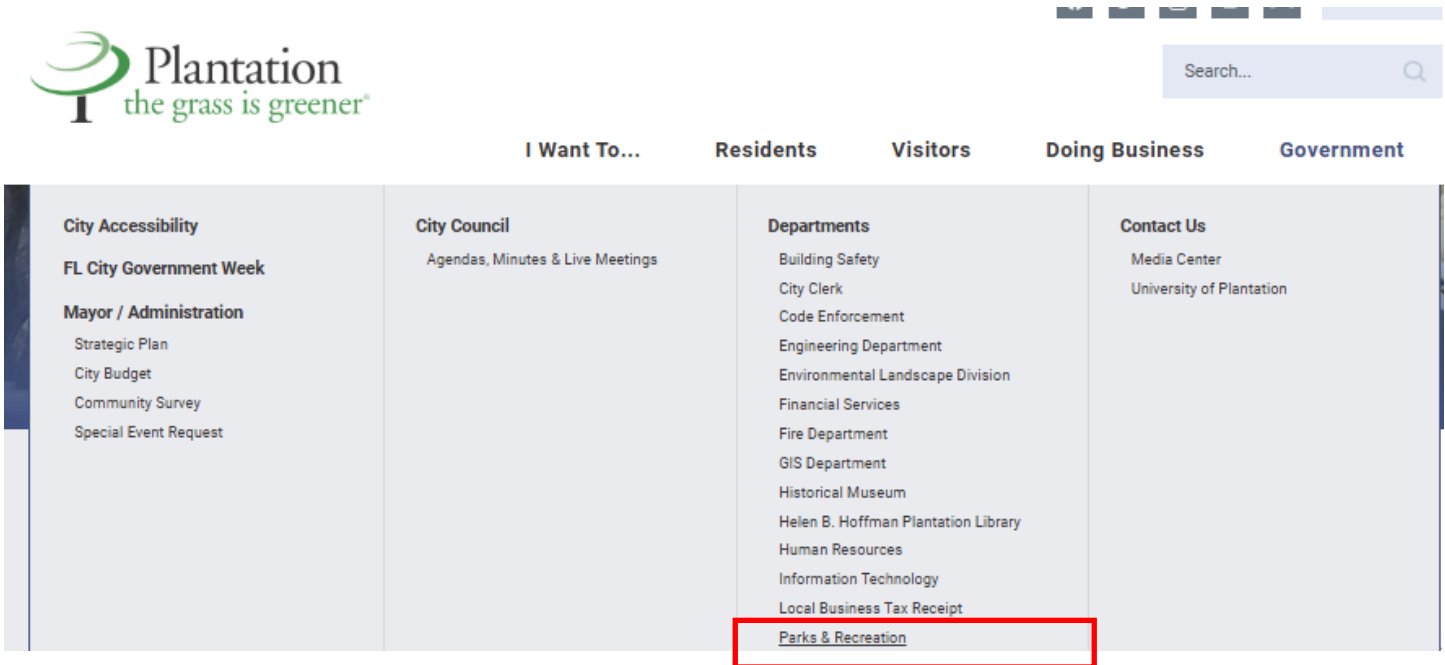 Plantation
the grass is greener®
Search...
I Want To... Residents Visitors Doing Business Government
City Accessibility
FL City Government Week
Mayor / Administration
Strategic Plan
City Budget
Community Survey
Special Event Request
City Council
Agendas, Minutes & Live Meetings
Departments
Building Safety
City Clerk
Code Enforcement
Engineering Department
Environmental Landscape Division
Financial Services
Fire Department
GIS Department
Historical Museum
Helen B. Hoffman Plantation Library
Human Resources
Information Technology
Local Business Tax Receipt
Parks & Recreation
Contact Us
Media Center
University of Plantation